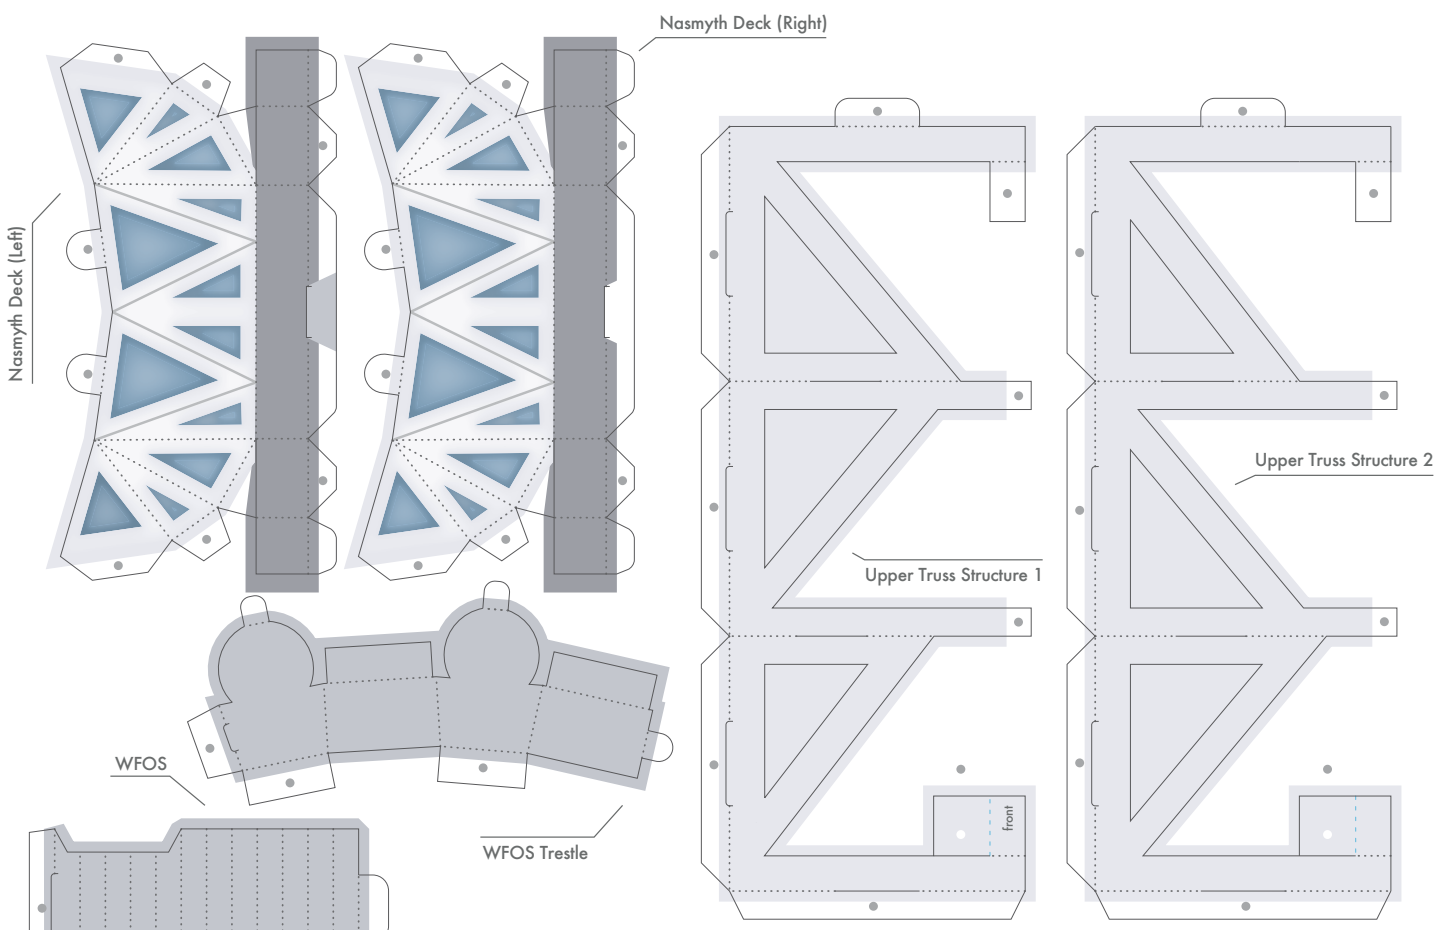 Nasmyth Deck (Right)
Nasmyth Deck (Left)
Upper Truss Structure 2
Upper Truss Structure 1
WFOS
front
WFOS Trestle